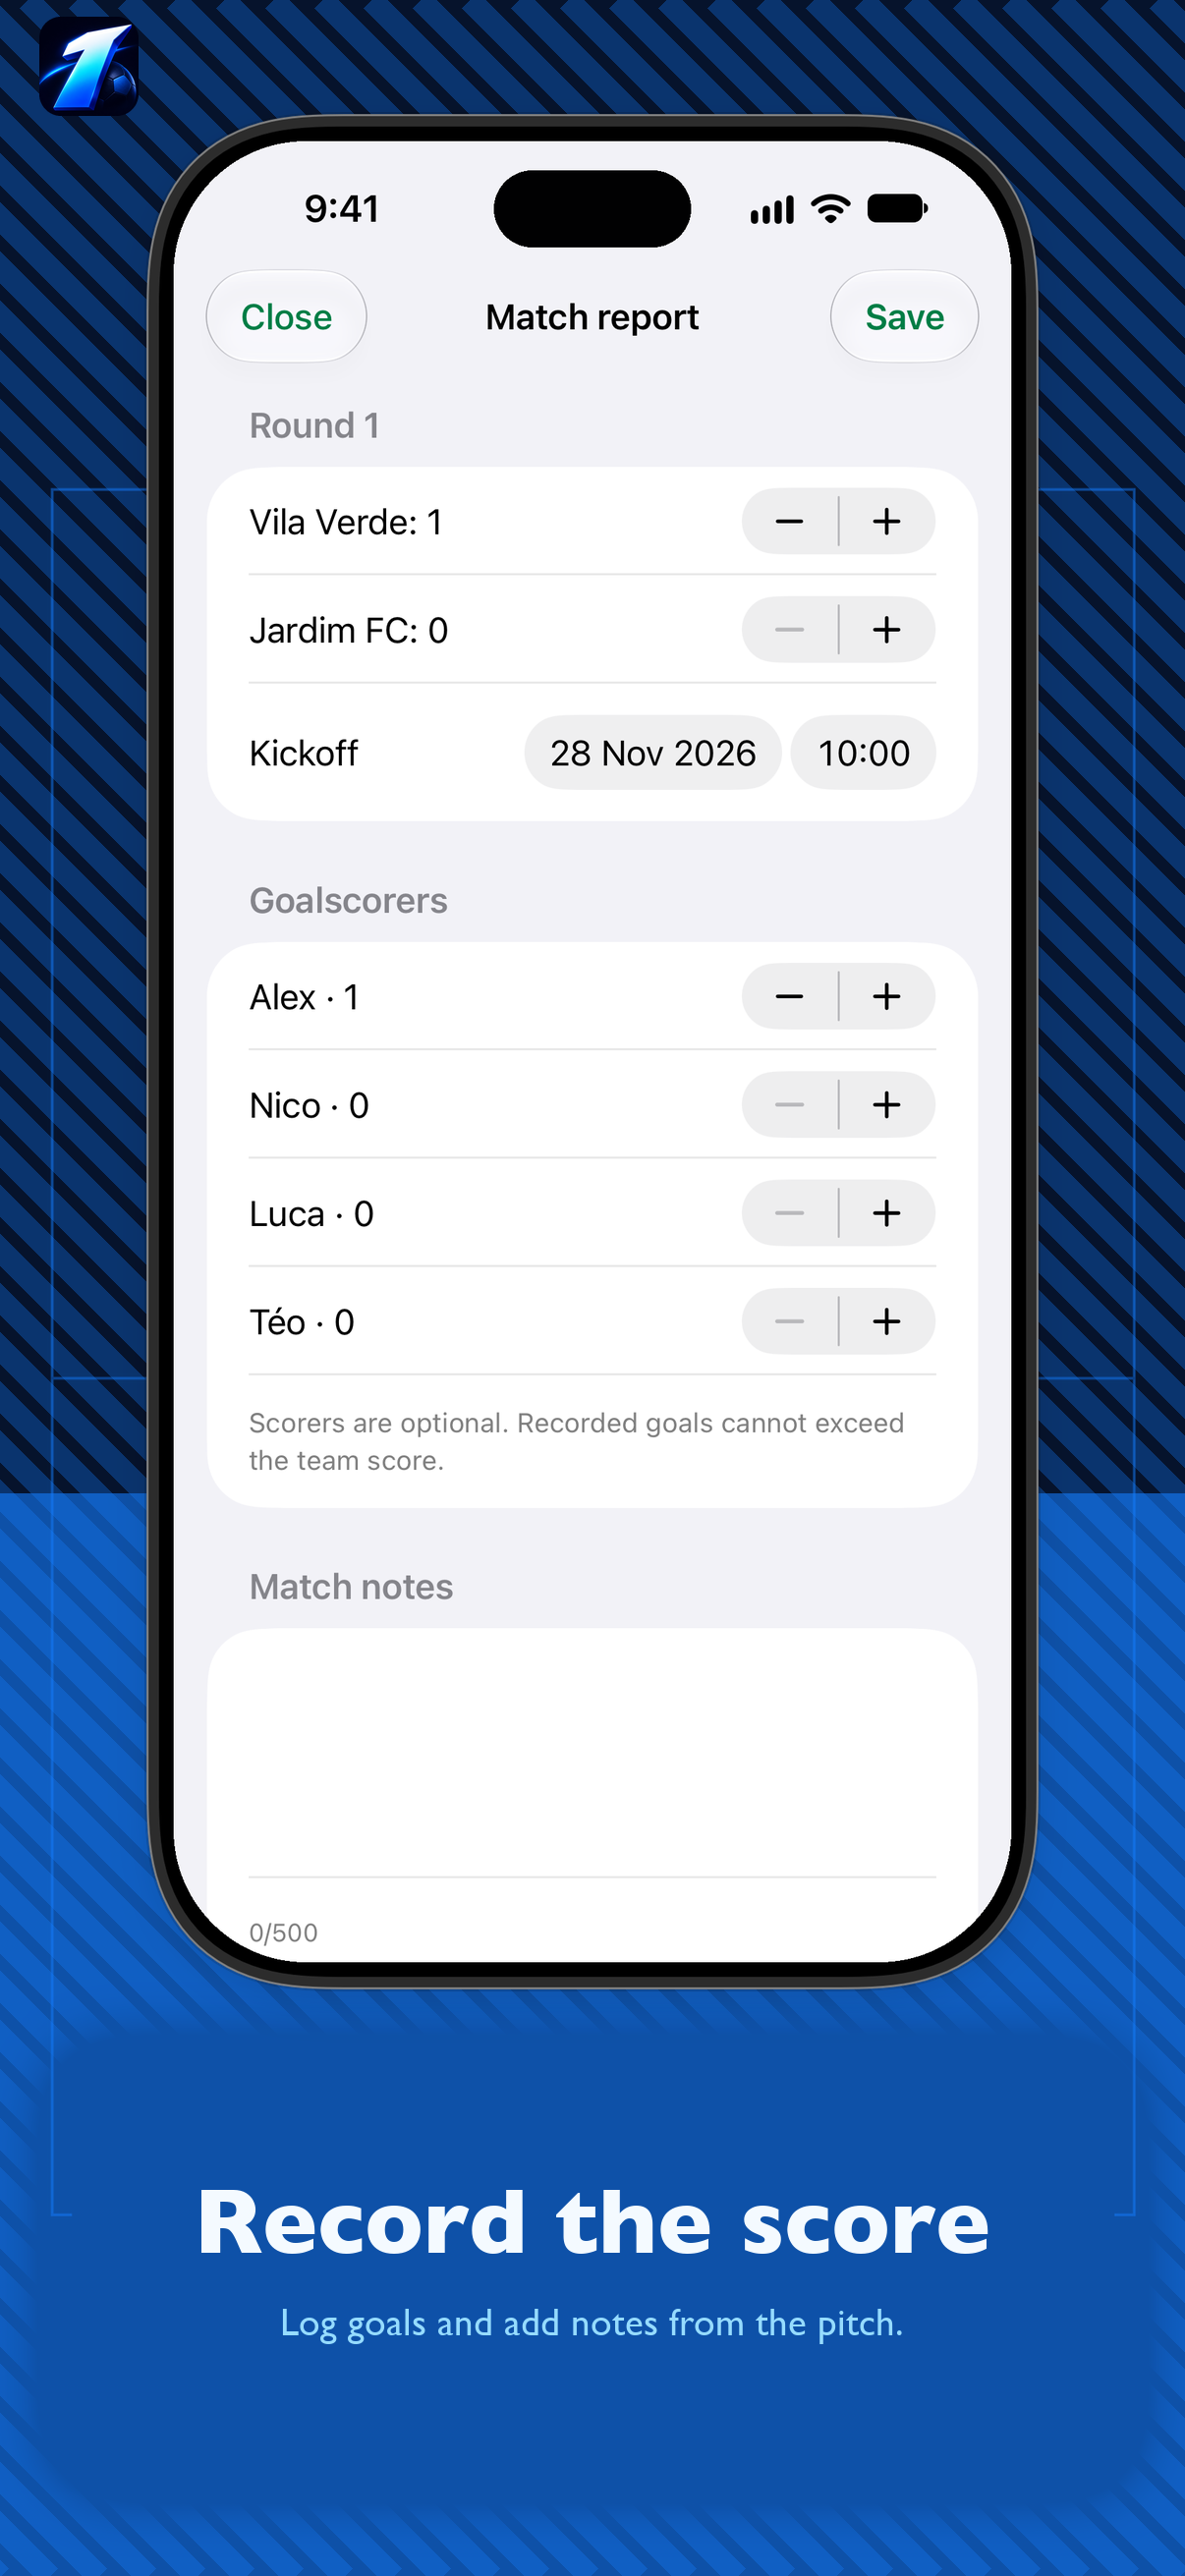 1
9:41
Close
Match report
Save
Round 1
Vila Verde: 1
Jardim FC: 0
Kickoff
28 Nov 2026
10:00
Goalscorers
Alex · 1
Nico · 0
Luca · 0
Téo · 0
Scorers are optional. Recorded goals cannot exceed
the team score.
Match notes
0/500
Record the score
Log goals and add notes from the pitch.